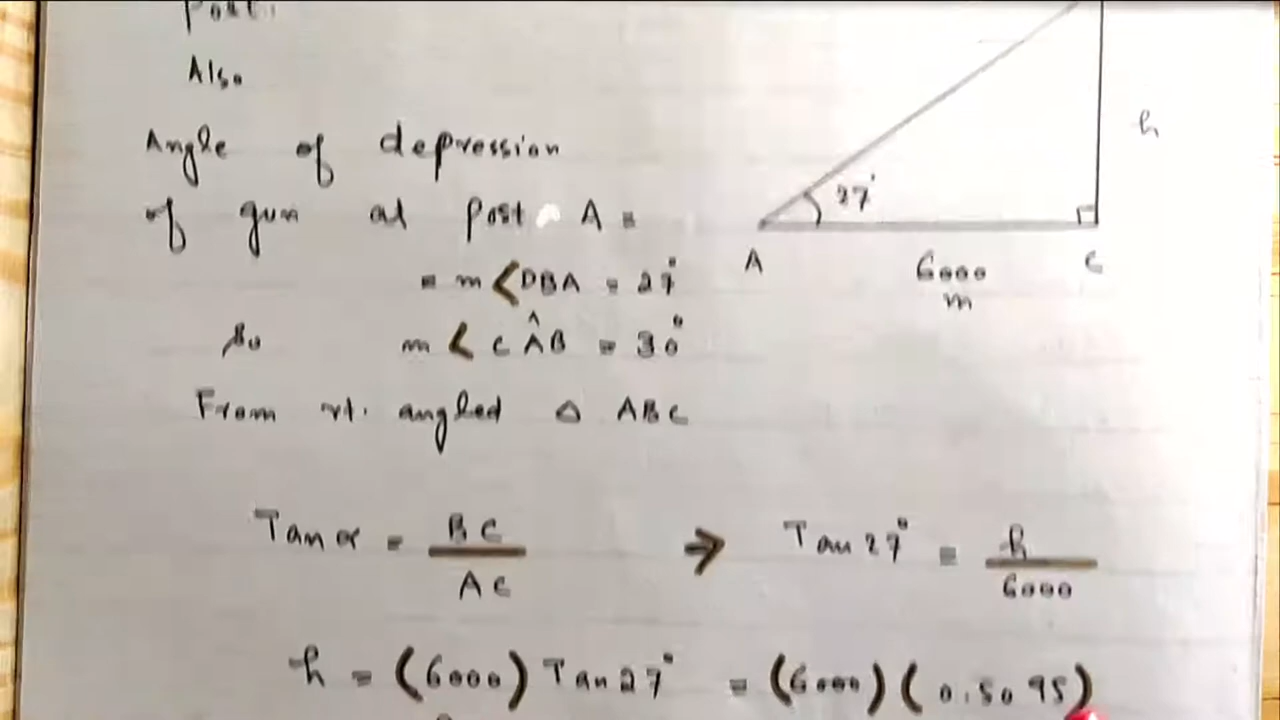 Post.
Also
Angle of depression
of gun at post A =
= m<DBA = 27°
So m<CÂB = 30°
From rt. angled △ ABC
Tan α = BC / AC ⇒ Tan 27° = h / 6000
h = (6000) Tan 27° = (6000)(0.5095)
27°
h
A
6000
m
C